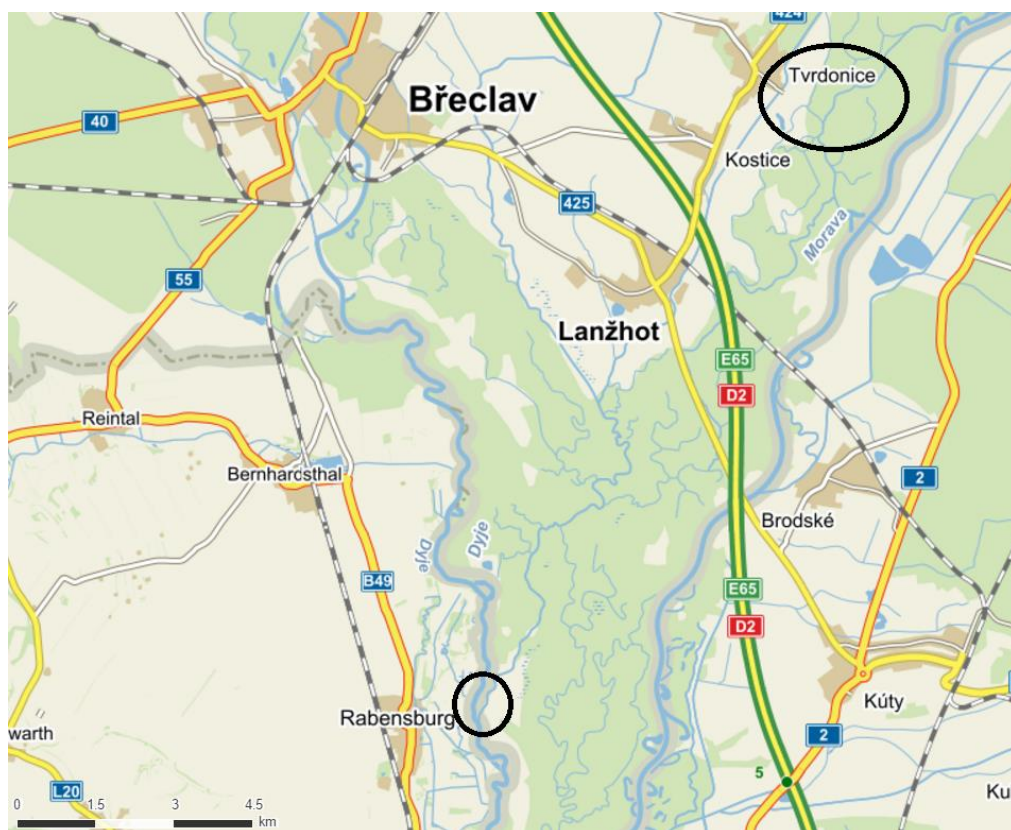 424
Tvrdonice
Břeclav
40
Kostice
425
Morava
55
Lanžhot
E65
D2
Reintal
Bernhardsthal
2
Brodské
Dyje
Dyje
B49
E65
D2
Rabensburg
Kúty
warth
2
5
L20
Ku
0 1.5 3 4.5
km